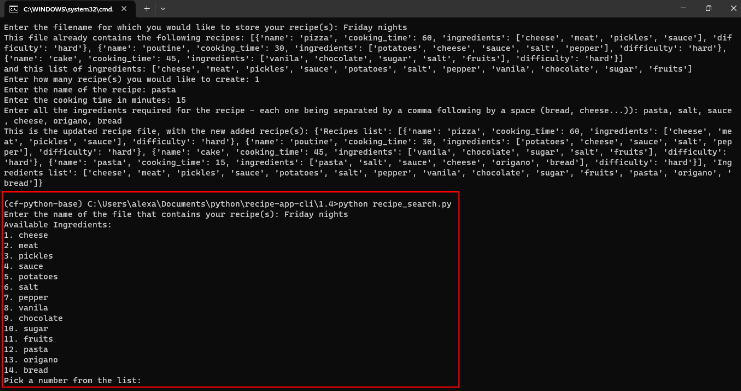 C:\WINDOWS\system32\cmd.
Enter the filename for which you would like to store your recipe(s): Friday nights
This file already contains the following recipes: [{'name': 'pizza', 'cooking_time': 60, 'ingredients': ['cheese', 'meat', 'pickles', 'sauce'], 'dif
ficulty': 'hard'}, {'name': 'poutine', 'cooking_time': 30, 'ingredients': ['potatoes', 'cheese', 'sauce', 'salt', 'pepper'], 'difficulty': 'hard'},
{'name': 'cake', 'cooking_time': 45, 'ingredients': ['vanila', 'chocolate', 'sugar', 'salt', 'fruits'], 'difficulty': 'hard'}]
and this list of ingredients: ['cheese', 'meat', 'pickles', 'sauce', 'potatoes', 'salt', 'pepper', 'vanila', 'chocolate', 'sugar', 'fruits']
Enter how many recipe(s) you would like to create: 1
Enter the name of the recipe: pasta
Enter the cooking time in minutes: 15
Enter all the ingredients required for the recipe - each one being separated by a comma following by a space (bread, cheese...)): pasta, salt, sauce
, cheese, origano, bread
This is the updated recipe file, with the new added recipe(s): {'Recipes list': [{'name': 'pizza', 'cooking_time': 60, 'ingredients': ['cheese', 'me
at', 'pickles', 'sauce'], 'difficulty': 'hard'}, {'name': 'poutine', 'cooking_time': 30, 'ingredients': ['potatoes', 'cheese', 'sauce', 'salt', 'pep
per'], 'difficulty': 'hard'}, {'name': 'cake', 'cooking_time': 45, 'ingredients': ['vanila', 'chocolate', 'sugar', 'salt', 'fruits'], 'difficulty':
'hard'}, {'name': 'pasta', 'cooking_time': 15, 'ingredients': ['pasta', 'salt', 'sauce', 'cheese', 'origano', 'bread'], 'difficulty': 'hard'}], 'Ing
redients list': ['cheese', 'meat', 'pickles', 'sauce', 'potatoes', 'salt', 'pepper', 'vanila', 'chocolate', 'sugar', 'fruits', 'pasta', 'origano', '
bread']}
(cf-python-base) C:\Users\alexa\Documents\python\recipe-app-cli\1.4>python recipe_search.py
Enter the name of the file that contains your recipe(s): Friday nights
Available Ingredients:
1. cheese
2. meat
3. pickles
4. sauce
5. potatoes
6. salt
7. pepper
8. vanila
9. chocolate
10. sugar
11. fruits
12. pasta
13. origano
14. bread
Pick a number from the list: